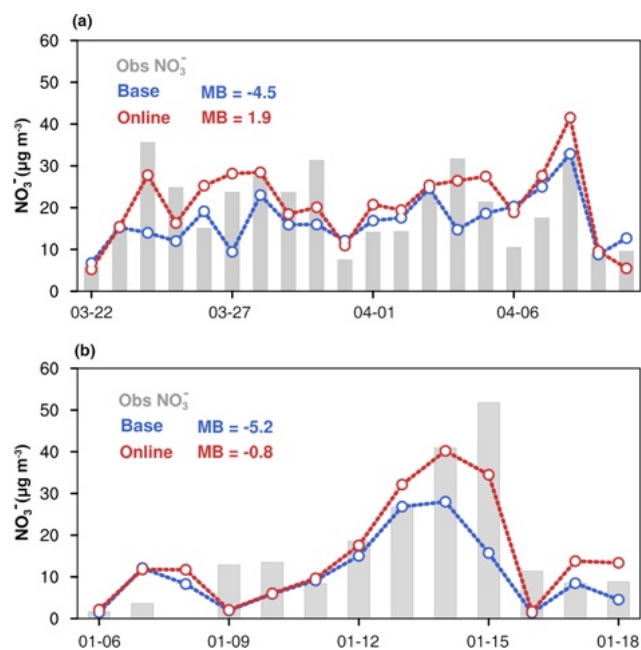 (a)
60
50
40
30
20
10
0
NO₃⁻ (μg m⁻³)
Obs NO₃⁻
Base MB = -4.5
Online MB = 1.9
03-22 03-27 04-01 04-06
(b)
60
50
40
30
20
10
0
NO₃⁻ (μg m⁻³)
Obs NO₃⁻
Base MB = -5.2
Online MB = -0.8
01-06 01-09 01-12 01-15 01-18